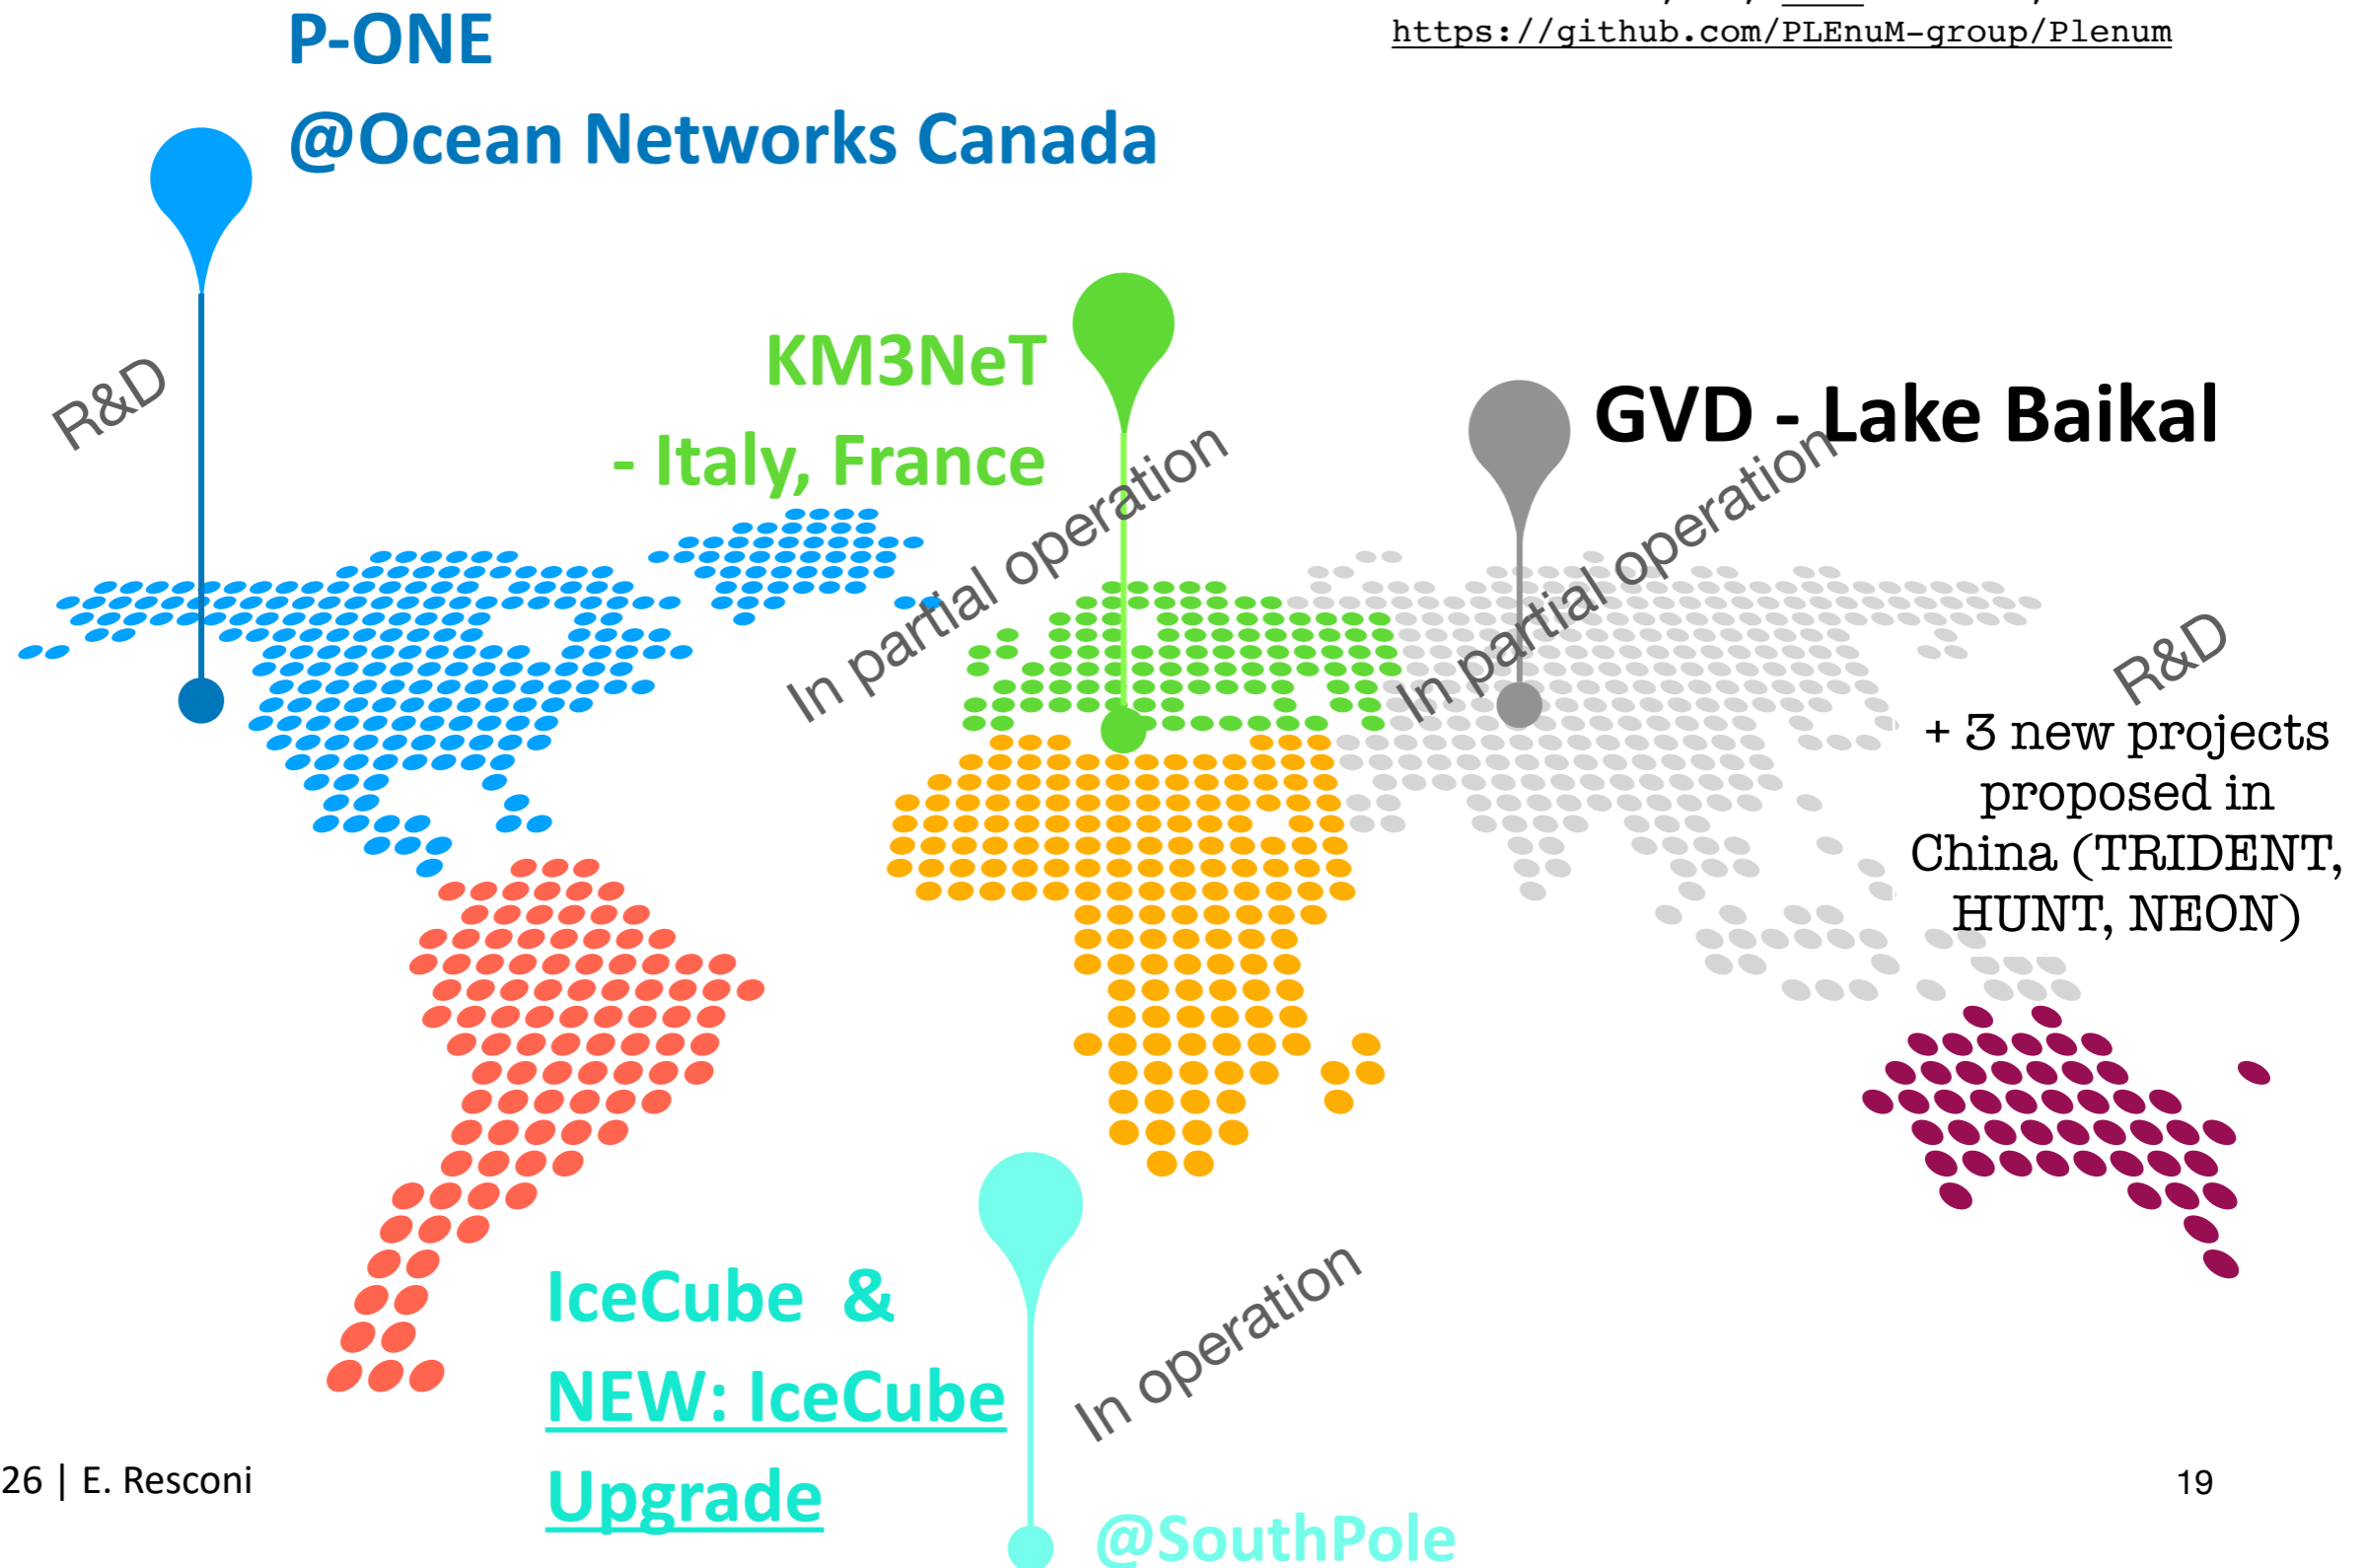 https://github.com/PLEnuM-group/Plenum
P-ONE
@Ocean Networks Canada
R&D
KM3NeT
- Italy, France
In partial operation
GVD - Lake Baikal
In partial operation
R&D
+ 3 new projects
proposed in
China (TRIDENT,
HUNT, NEON)
IceCube &
NEW: IceCube
Upgrade
In operation
@SouthPole
26 | E. Resconi
19